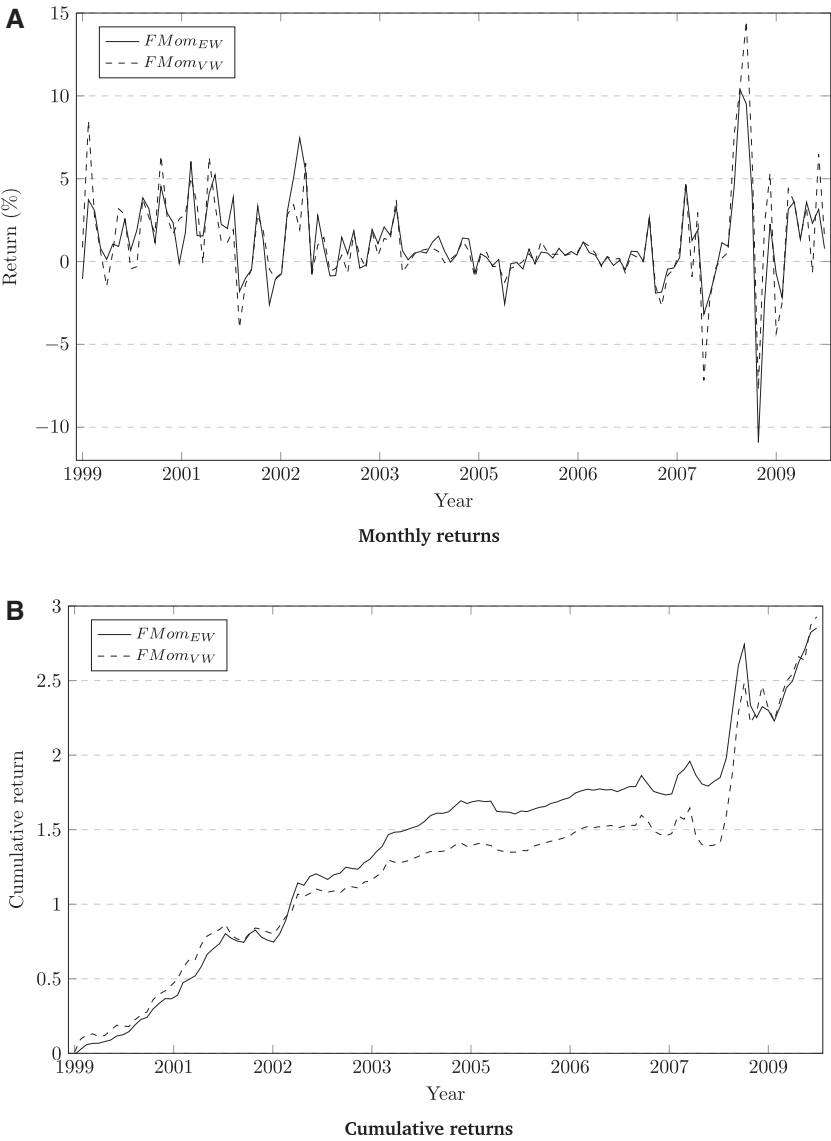 A
15
10
5
0
−5
−10
Return (%)
FMom_EW
FMom_VW
1999 2001 2002 2003 2005 2006 2007 2009
Year
Monthly returns
B
3
2.5
2
1.5
1
0.5
0
Cumulative return
FMom_EW
FMom_VW
1999 2001 2002 2003 2005 2006 2007 2009
Year
Cumulative returns